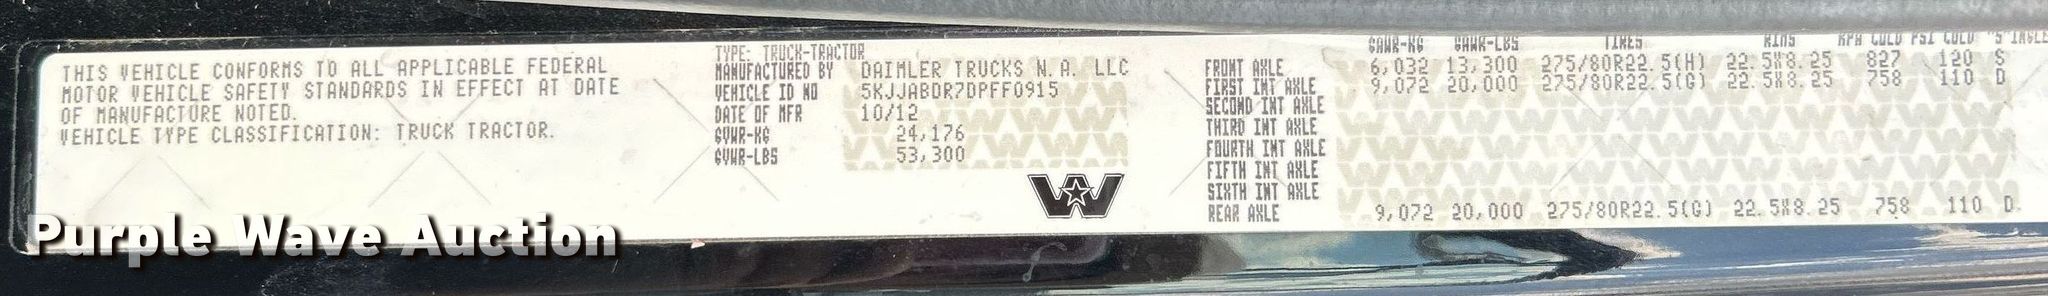 THIS VEHICLE CONFORMS TO ALL APPLICABLE FEDERAL
MOTOR VEHICLE SAFETY STANDARDS IN EFFECT AT DATE
OF MANUFACTURE NOTED.
VEHICLE TYPE CLASSIFICATION: TRUCK TRACTOR.
TYPE: TRUCK-TRACTOR
MANUFACTURED BY DAIMLER TRUCKS N.A. LLC
VEHICLE ID NO 5KJJABDR7DPFF0915
DATE OF MFR 10/12
GVWR-KG 24,176
GVWR-LBS 53,300
GAWR-KG GAWR-LBS TIRES RIMS KPA COLD PSI COLD "SINGLE
FRONT AXLE 6,032 13,300 275/80R22.5(H) 22.5X8.25 827 120 S
FIRST INT AXLE 9,072 20,000 275/80R22.5(G) 22.5X8.25 758 110 D
SECOND INT AXLE
THIRD INT AXLE
FOURTH INT AXLE
FIFTH INT AXLE
SIXTH INT AXLE
REAR AXLE 9,072 20,000 275/80R22.5(G) 22.5X8.25 758 110 D.
Purple Wave Auction